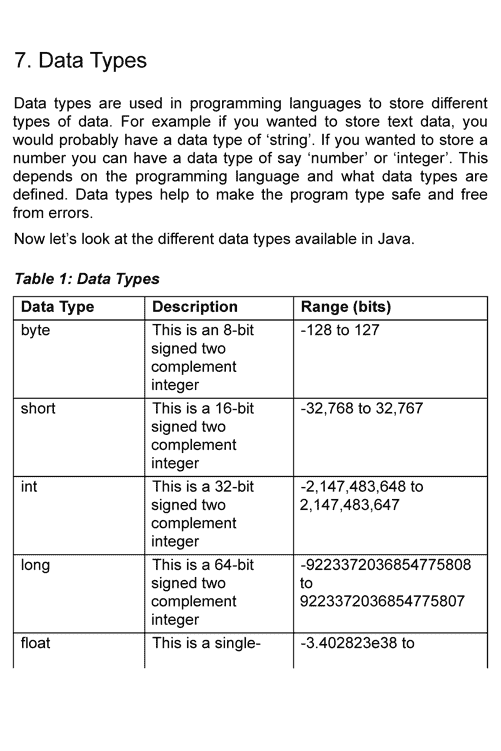 7. Data Types
Data types are used in programming languages to store different
types of data. For example if you wanted to store text data, you
would probably have a data type of ‘string’. If you wanted to store a
number you can have a data type of say ‘number’ or ‘integer’. This
depends on the programming language and what data types are
defined. Data types help to make the program type safe and free
from errors.
Now let’s look at the different data types available in Java.
Table 1: Data Types
Data Type Description Range (bits)
byte This is an 8-bit -128 to 127
signed two
complement
integer
short This is a 16-bit -32,768 to 32,767
signed two
complement
integer
int This is a 32-bit -2,147,483,648 to
signed two 2,147,483,647
complement
integer
long This is a 64-bit -9223372036854775808
signed two to
complement 9223372036854775807
integer
float This is a single- -3.402823e38 to